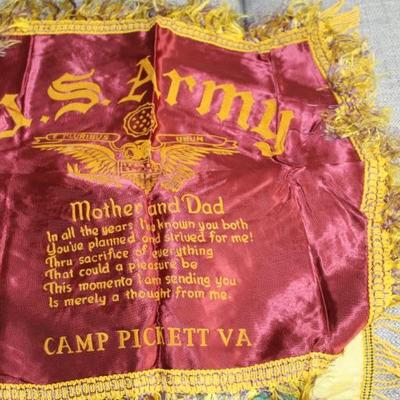 U.S. Army
E PLURIBUS UNUM
Mother and Dad
In all the years I've known you both
You've planned and strived for me!
Thru sacrifice of everything
That could a pleasure be
This momento I am sending you
Is merely a thought from me.
CAMP PICKETT VA